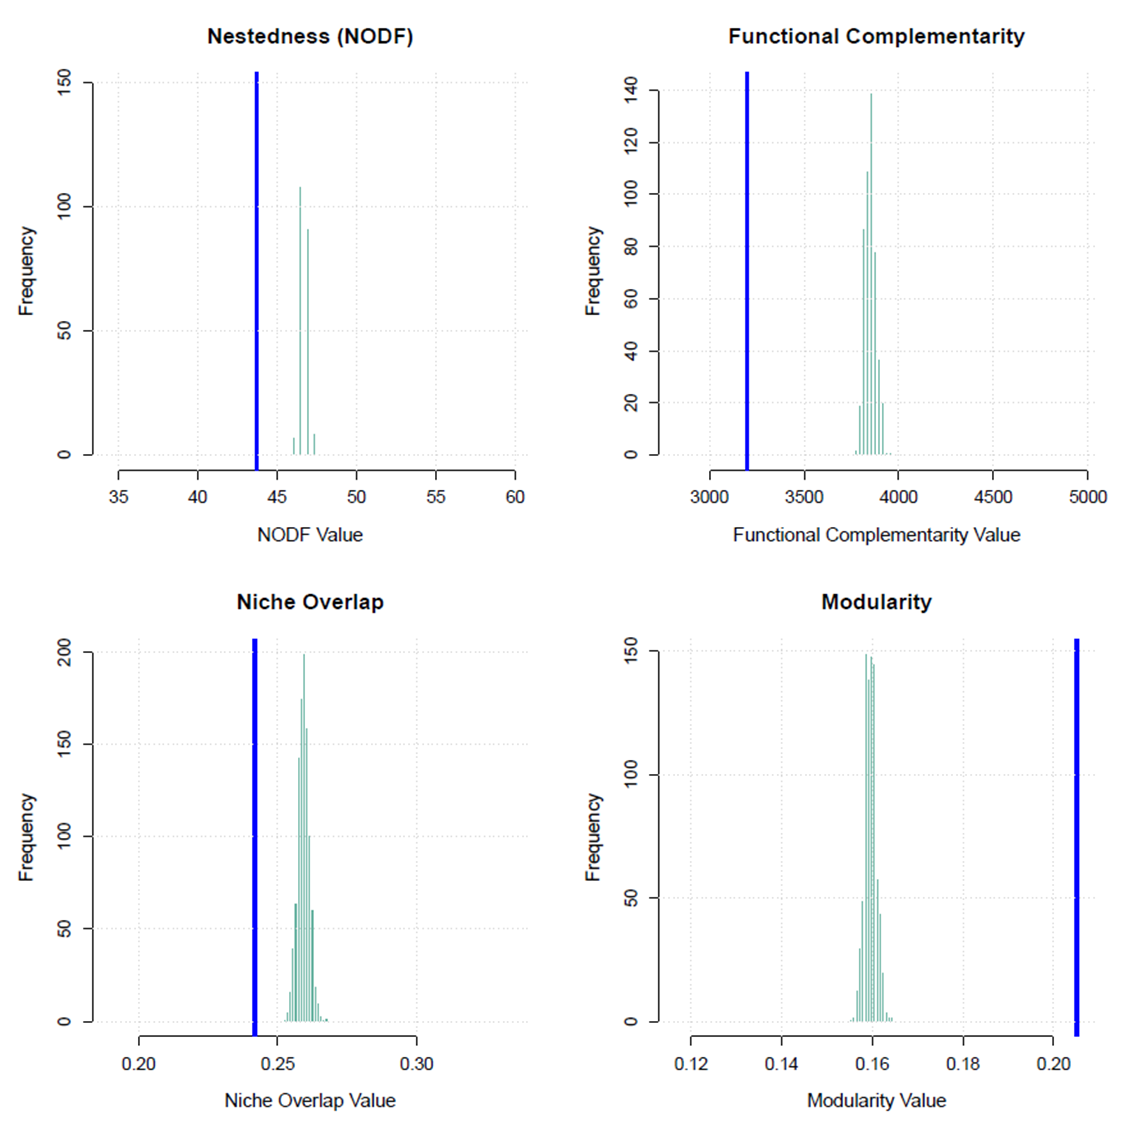 Nestedness (NODF)
Frequency
150
100
50
0
35 40 45 50 55 60
NODF Value
Functional Complementarity
Frequency
140
120
100
80
60
40
20
0
3000 3500 4000 4500 5000
Functional Complementarity Value
Niche Overlap
Frequency
200
150
100
50
0
0.20 0.25 0.30
Niche Overlap Value
Modularity
Frequency
150
100
50
0
0.12 0.14 0.16 0.18 0.20
Modularity Value